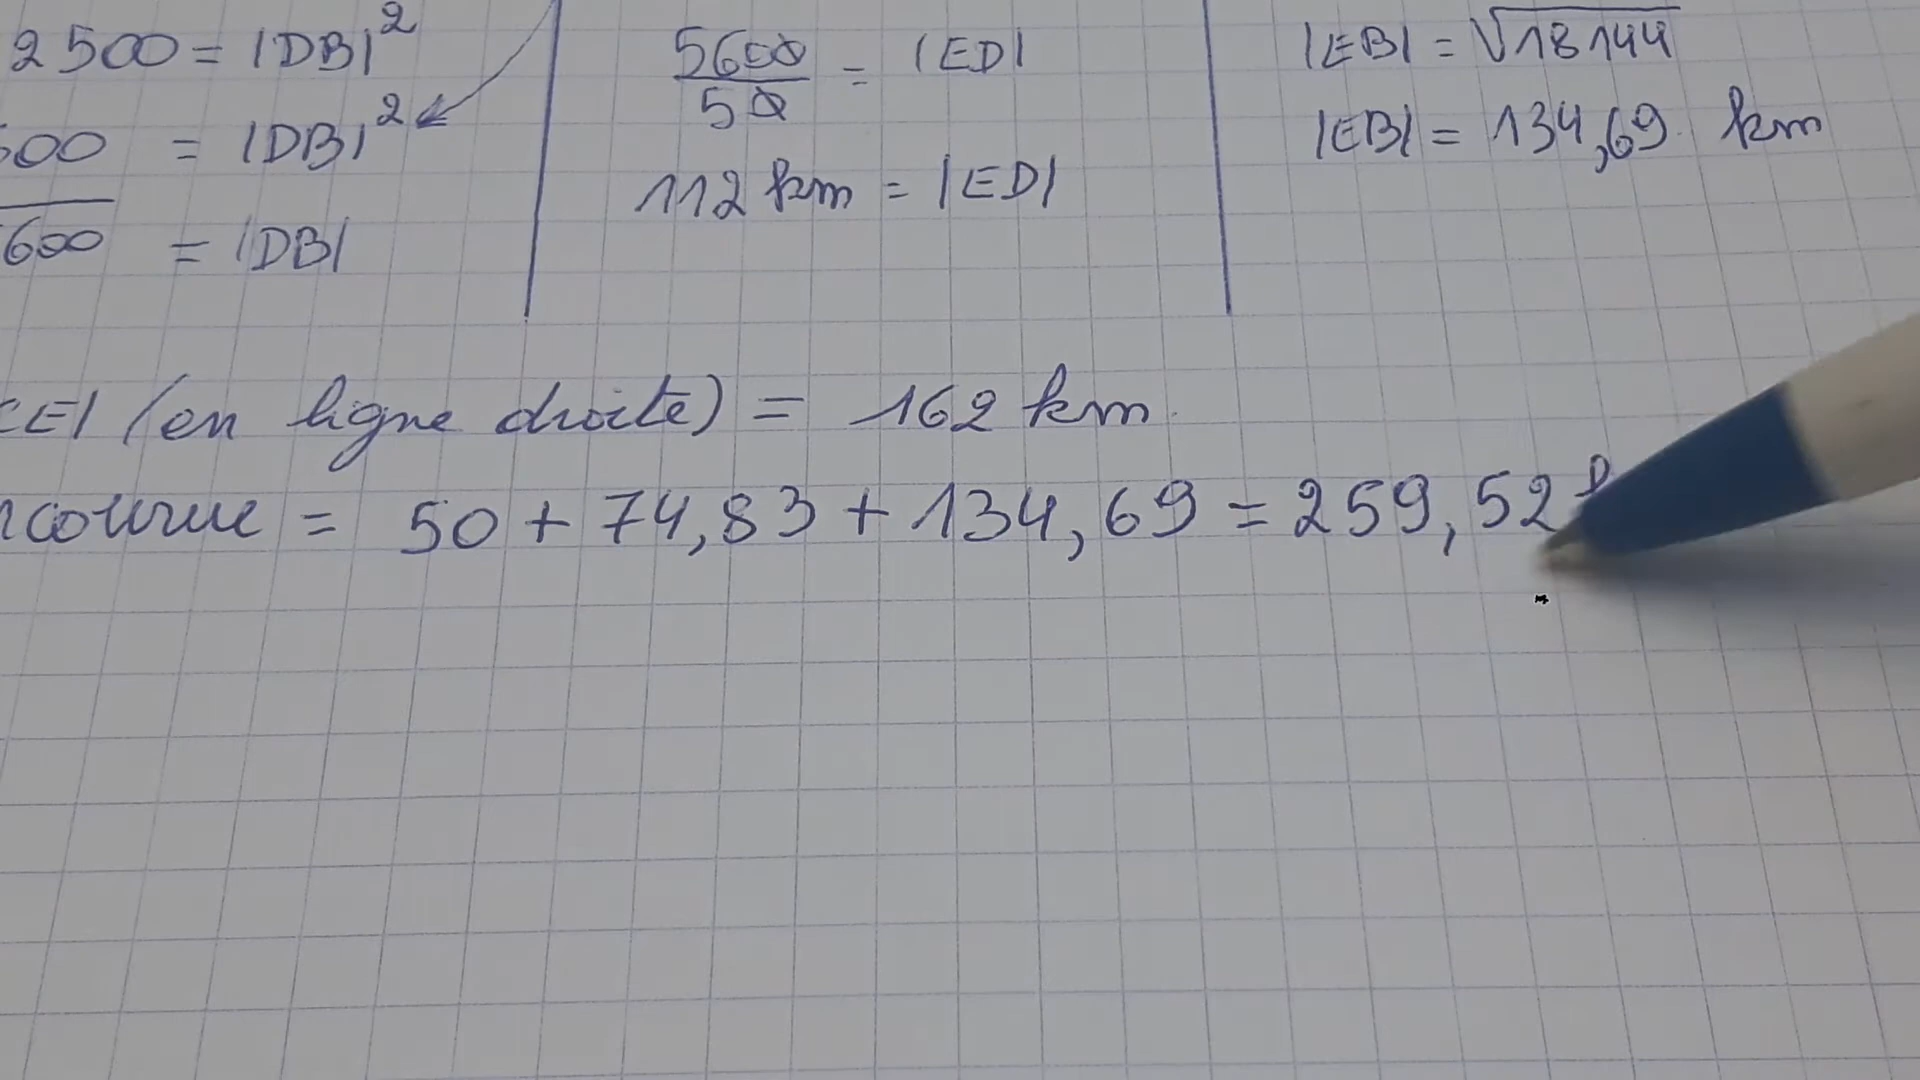 2500 = |DB|²
500 = |DB|²
600 = |DB|
5600/50 = |ED|
112 km = |ED|
|EB| = √18144
|EB| = 134,69 km
CE| (en ligne droite) = 162 km
rcourue = 50 + 74,83 + 134,69 = 259,52